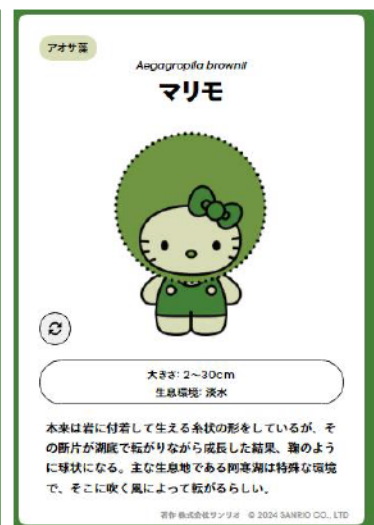 アオサ藻
Aegagropila brownii
マリモ
大きさ: 2〜30cm
生息環境: 淡水
本来は岩に付着して生える糸状の形をしているが、そ
の断片が湖底で転がりながら成長した結果、鞠のよう
に球状になる。主な生息地である阿寒湖は特殊な環境
で、そこに吹く風によって転がるらしい。
著作 株式会社サンリオ © 2024 SANRIO CO., LTD